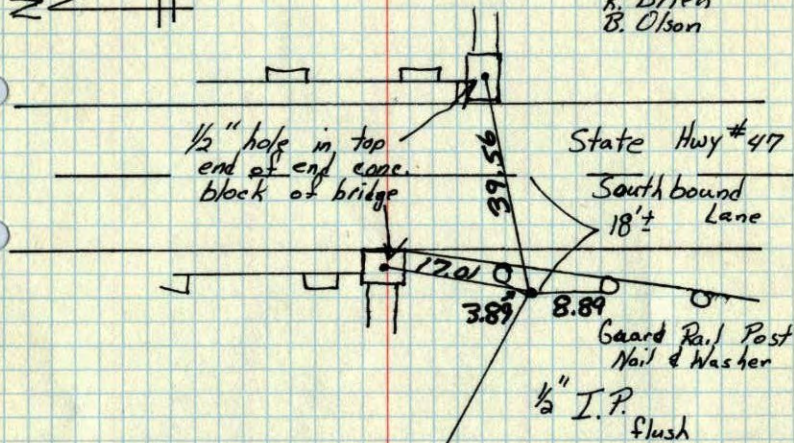 R. Brien
B. Olson
1/2" hole in top
end of end conc.
block of bridge
39.56
State Hwy #47
Southbound
Lane
18'±
17.01
3.89
8.89
Guard Rail Post
Nail & Washer
1/2" I.P.
flush